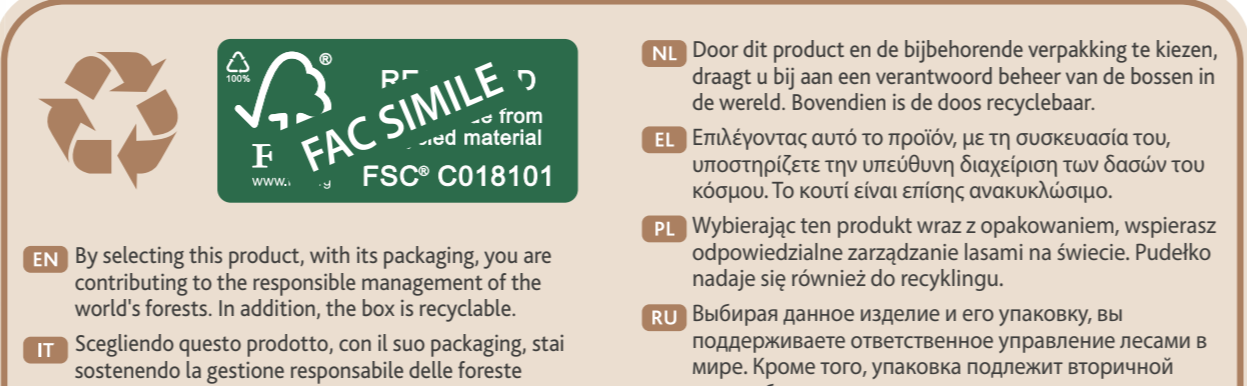 100%
®
FAC SIMILE
from
material
F
www.
FSC® C018101
EN By selecting this product, with its packaging, you are
contributing to the responsible management of the
world's forests. In addition, the box is recyclable.
IT Scegliendo questo prodotto, con il suo packaging, stai
sostenendo la gestione responsabile delle foreste
NL Door dit product en de bijbehorende verpakking te kiezen,
draagt u bij aan een verantwoord beheer van de bossen in
de wereld. Bovendien is de doos recyclebaar.
EL Επιλέγοντας αυτό το προϊόν, με τη συσκευασία του,
υποστηρίζετε την υπεύθυνη διαχείριση των δασών του
κόσμου. Το κουτί είναι επίσης ανακυκλώσιμο.
PL Wybierając ten produkt wraz z opakowaniem, wspierasz
odpowiedzialne zarządzanie lasami na świecie. Pudełko
nadaje się również do recyklingu.
RU Выбирая данное изделие и его упаковку, вы
поддерживаете ответственное управление лесами в
мире. Кроме того, упаковка подлежит вторичной